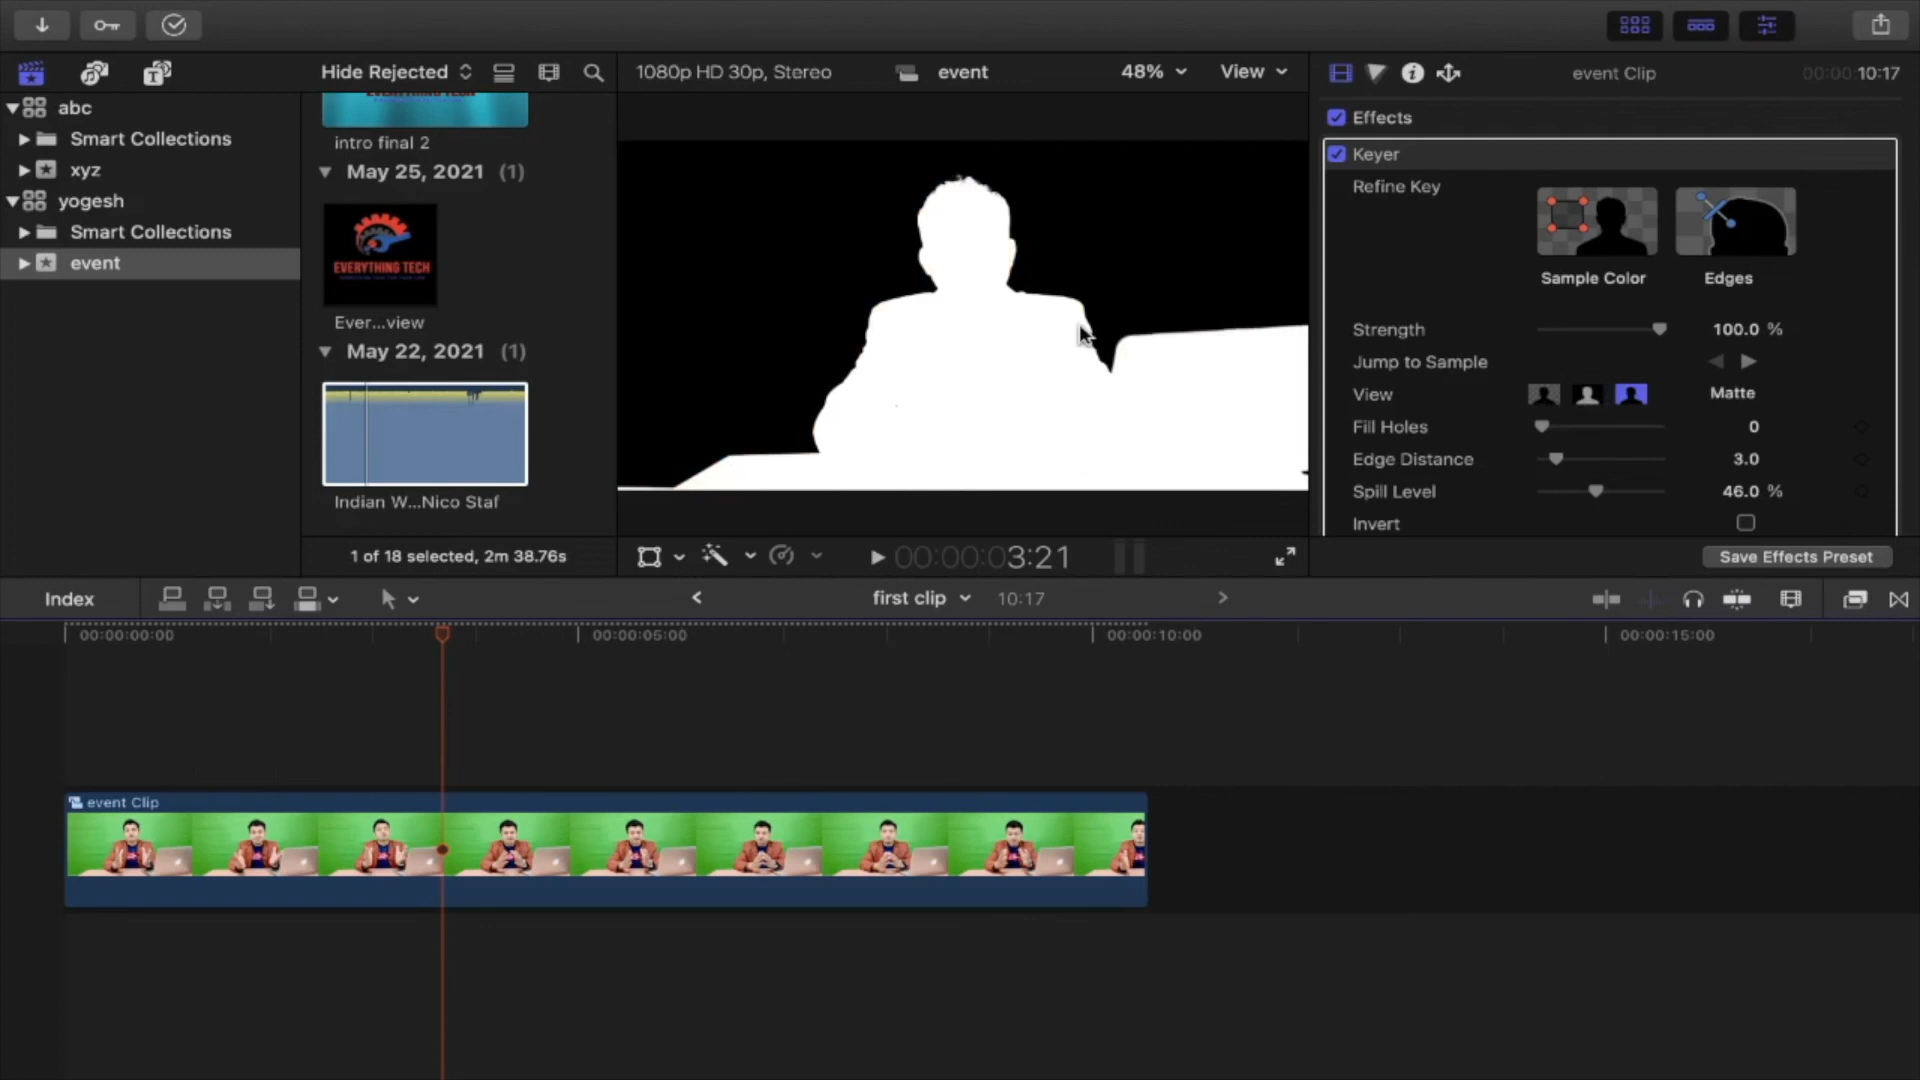 Hide Rejected
1080p HD 30p, Stereo
event
48%
View
event Clip
00:00:10:17
abc
Smart Collections
xyz
yogesh
Smart Collections
event
intro final 2
May 25, 2021 (1)
EVERYTHING TECH
Ever...view
May 22, 2021 (1)
Indian W...Nico Staf
1 of 18 selected, 2m 38.76s
00:00:03:21
Effects
Keyer
Refine Key
Sample Color
Edges
Strength
100.0 %
Jump to Sample
View
Matte
Fill Holes
0
Edge Distance
3.0
Spill Level
46.0 %
Invert
Save Effects Preset
Index
first clip
10:17
00:00:00:00
00:00:05:00
00:00:10:00
00:00:15:00
event Clip